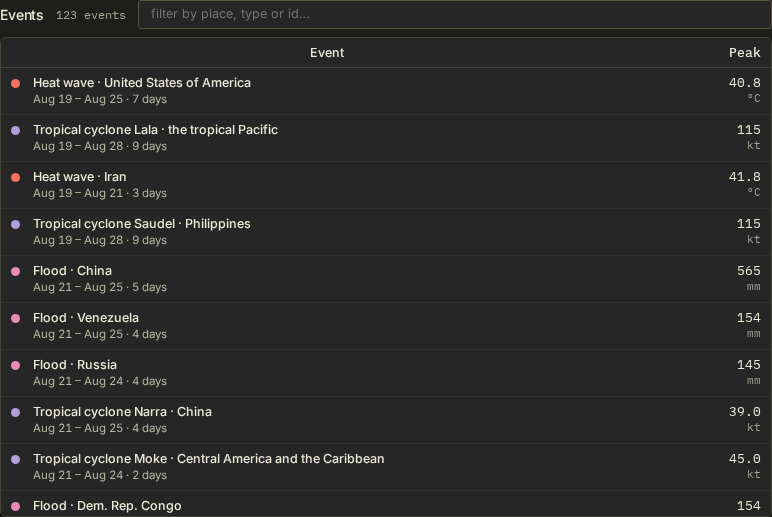 Events 123 events filter by place, type or id...
Event Peak
Heat wave · United States of America 40.8
Aug 19 – Aug 25 · 7 days °C
Tropical cyclone Lala · the tropical Pacific 115
Aug 19 – Aug 28 · 9 days kt
Heat wave · Iran 41.8
Aug 19 – Aug 21 · 3 days °C
Tropical cyclone Saudel · Philippines 115
Aug 19 – Aug 28 · 9 days kt
Flood · China 565
Aug 21 – Aug 25 · 5 days mm
Flood · Venezuela 154
Aug 21 – Aug 25 · 4 days mm
Flood · Russia 145
Aug 21 – Aug 24 · 4 days mm
Tropical cyclone Narra · China 39.0
Aug 21 – Aug 25 · 4 days kt
Tropical cyclone Moke · Central America and the Caribbean 45.0
Aug 21 – Aug 24 · 2 days kt
Flood · Dem. Rep. Congo 154